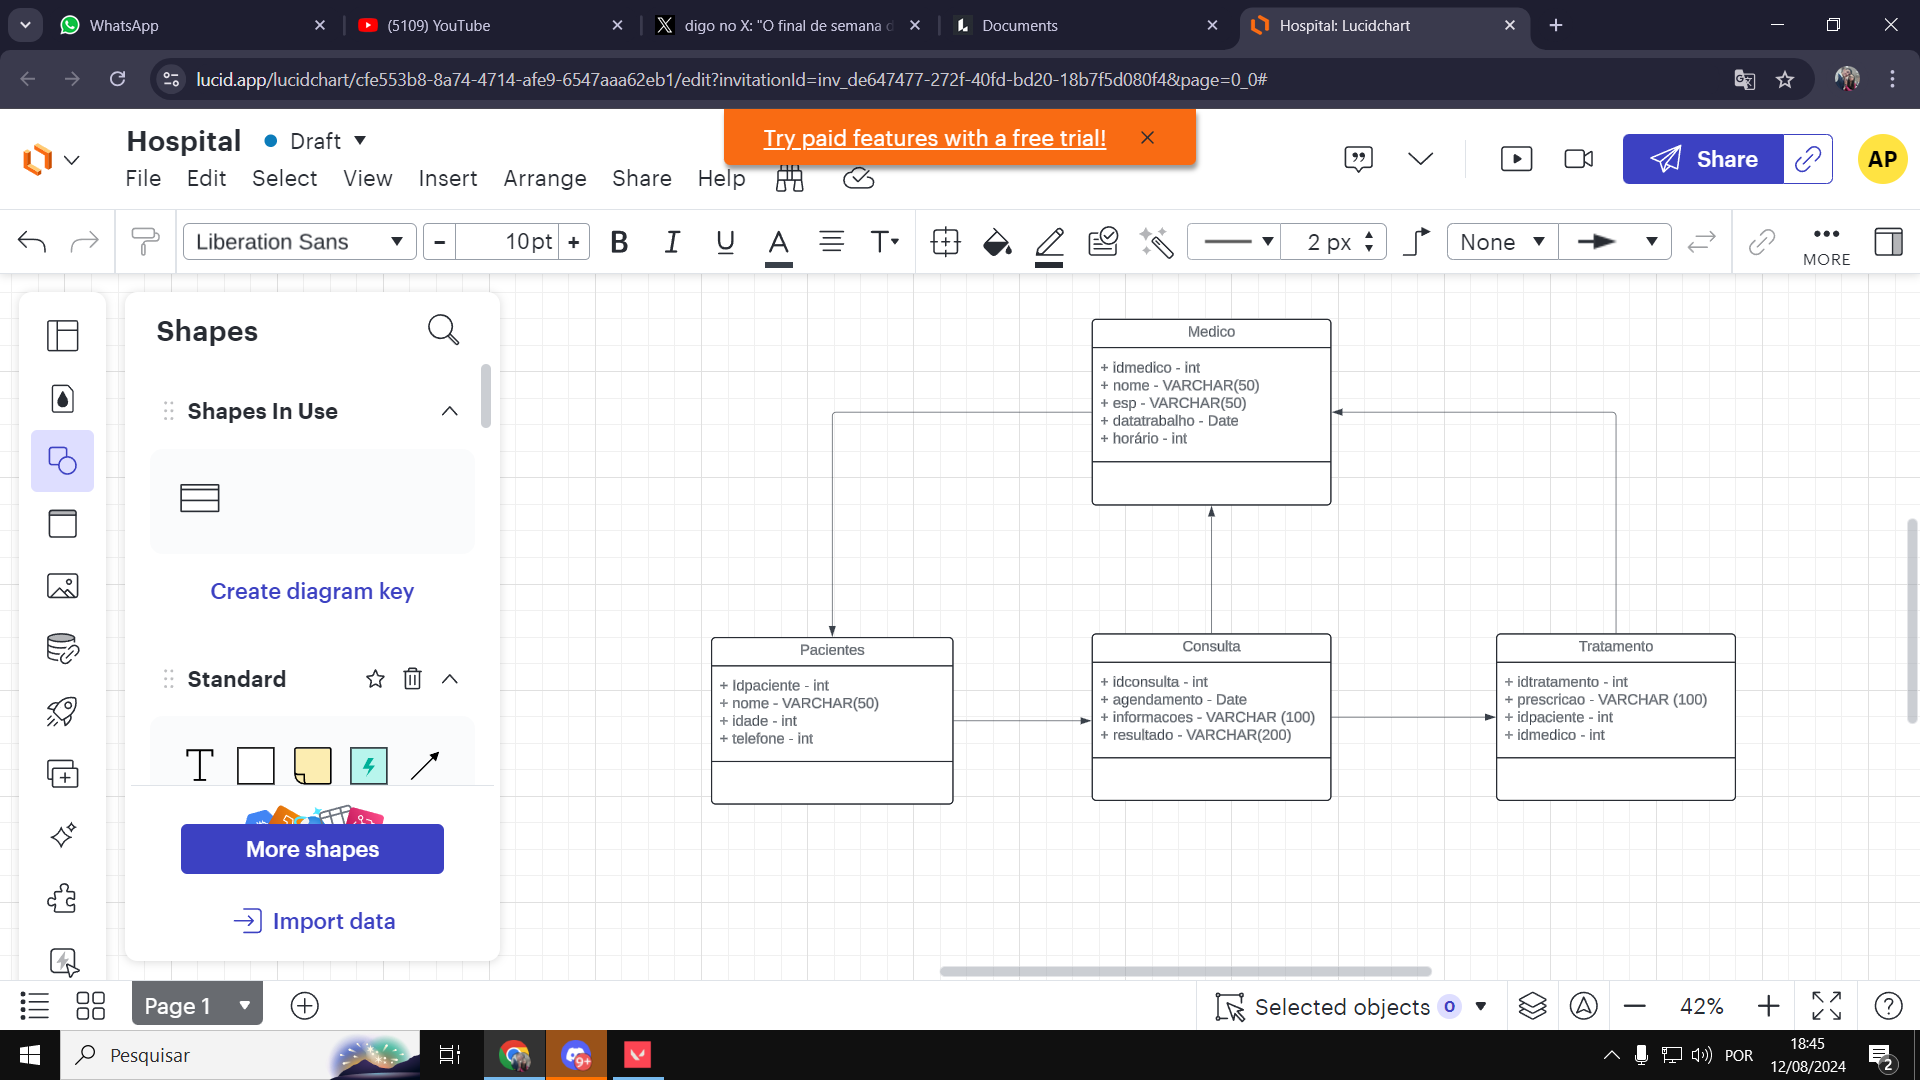 WhatsApp
(5109) YouTube
digo no X: "O final de semana d
Documents
Hospital: Lucidchart
lucid.app/lucidchart/cfe553b8-8a74-4714-afe9-6547aaa62eb1/edit?invitationId=inv_de647477-272f-40fd-bd20-18b7f5d080f4&page=0_0#
Try paid features with a free trial!
Hospital
Draft
File Edit Select View Insert Arrange Share Help
Share
AP
Liberation Sans
- 10 pt +
B I U A T
2 px
None
MORE
Shapes
Shapes In Use
Create diagram key
Standard
T
More shapes
Import data
Medico
+ idmedico - int
+ nome - VARCHAR(50)
+ esp - VARCHAR(50)
+ datatrabalho - Date
+ horário - int
Pacientes
+ Idpaciente - int
+ nome - VARCHAR(50)
+ idade - int
+ telefone - int
Consulta
+ idconsulta - int
+ agendamento - Date
+ informacoes - VARCHAR (100)
+ resultado - VARCHAR(200)
Tratamento
+ idtratamento - int
+ prescricao - VARCHAR (100)
+ idpaciente - int
+ idmedico - int
Page 1
Selected objects 0
42%
Pesquisar
9+
POR
18:45
12/08/2024
2